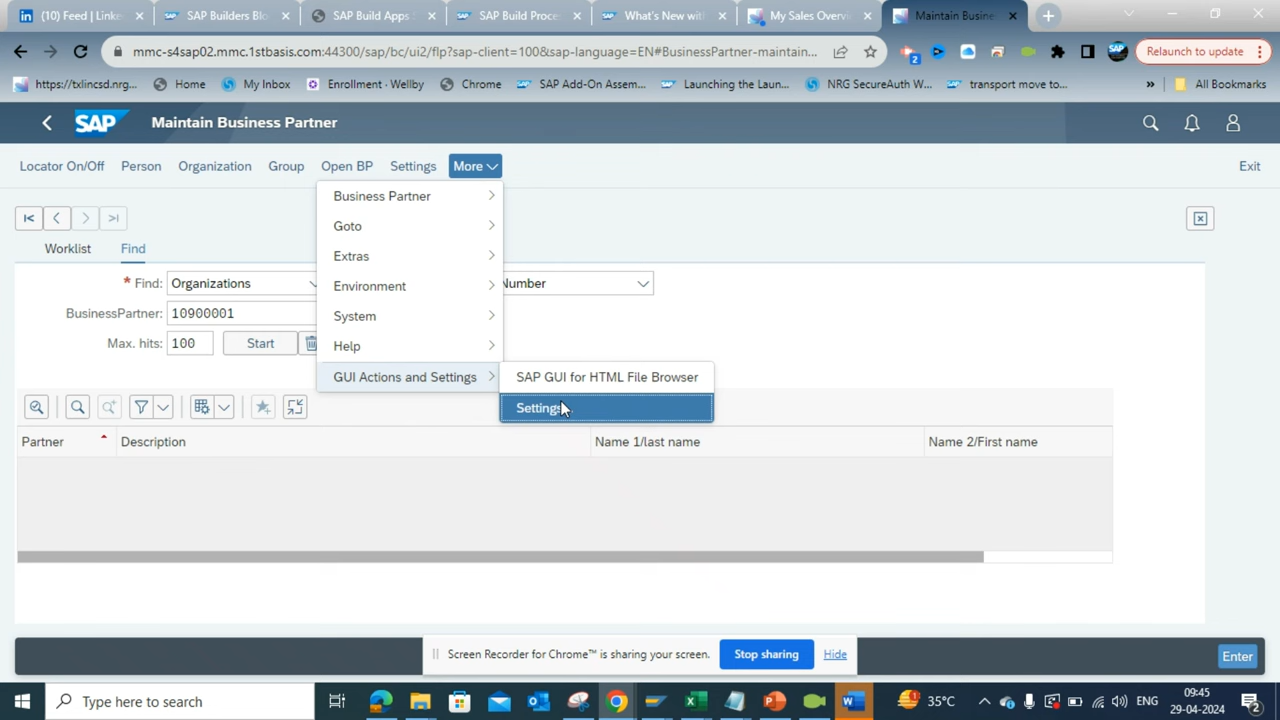 (10) Feed | Linke
SAP Builders Blo
SAP Build Apps
SAP Build Proce
What's New wit
My Sales Overv
Maintain Busine
mmc-s4sap02.mmc.1stbasis.com:44300/sap/bc/ui2/flp?sap-client=100&sap-language=EN#BusinessPartner-maintain...
2
Relaunch to update
https://txlincsd.nrg...
Home
My Inbox
Enrollment · Wellby
Chrome
SAP Add-On Assem...
Launching the Laun...
NRG SecureAuth W...
transport move to...
»
All Bookmarks
SAP
Maintain Business Partner
Locator On/Off
Person
Organization
Group
Open BP
Settings
More
Exit
Business Partner
Goto
Extras
Environment
System
Help
GUI Actions and Settings
SAP GUI for HTML File Browser
Settings
Worklist
Find
* Find:
Organizations
Number
BusinessPartner:
10900001
Max. hits:
100
Start
Partner
Description
Name 1/last name
Name 2/First name
Screen Recorder for Chrome™ is sharing your screen.
Stop sharing
Hide
Enter
Type here to search
35°C
ENG
09:45
29-04-2024
2